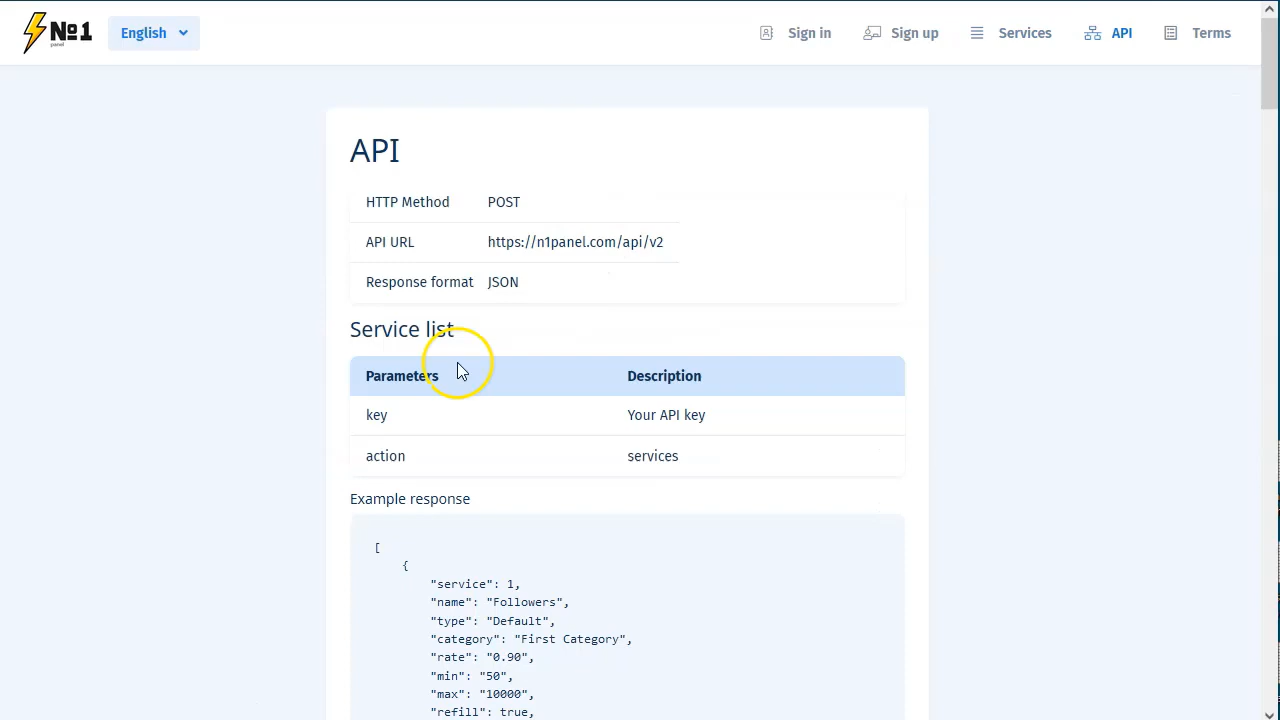 №1
panel
English
Sign in
Sign up
Services
API
Terms
API
HTTP Method POST
API URL https://n1panel.com/api/v2
Response format JSON
Service list
Parameters Description
key Your API key
action services
Example response
[
{
"service": 1,
"name": "Followers",
"type": "Default",
"category": "First Category",
"rate": "0.90",
"min": "50",
"max": "10000",
"refill": true,